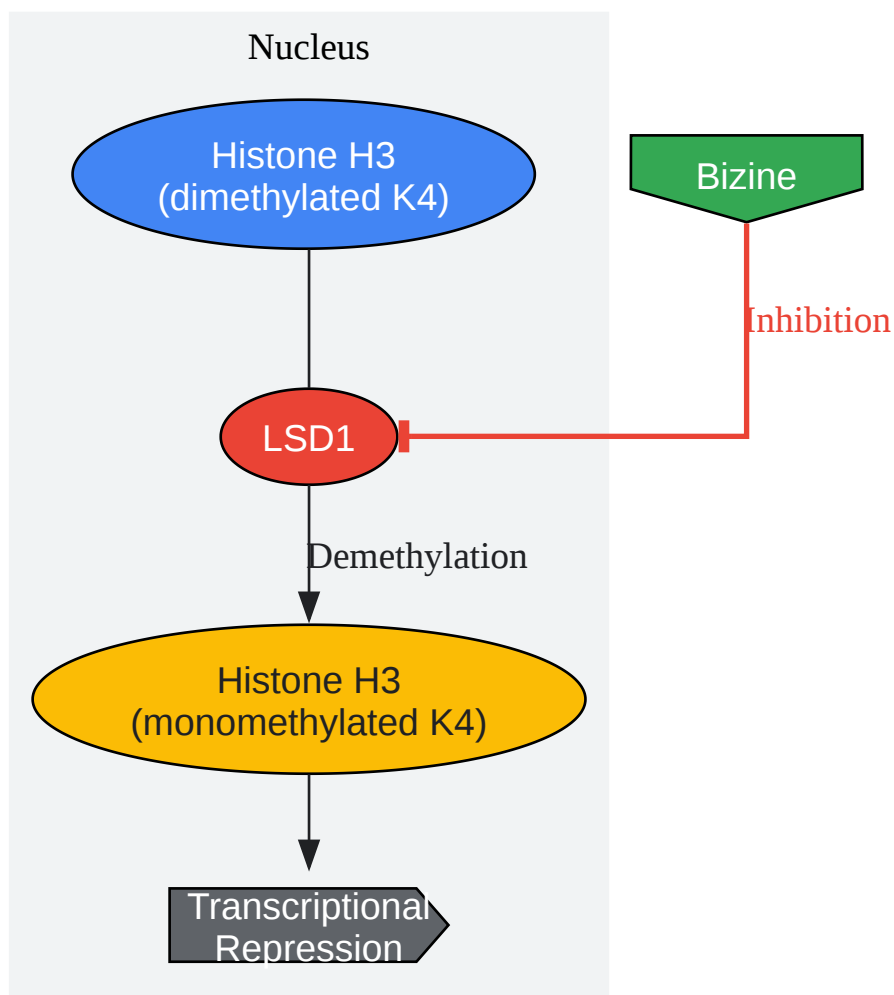 Nucleus
Histone H3
(dimethylated K4)
Bizine
Inhibition
LSD1
Demethylation
Histone H3
(monomethylated K4)
Transcriptional
Repression